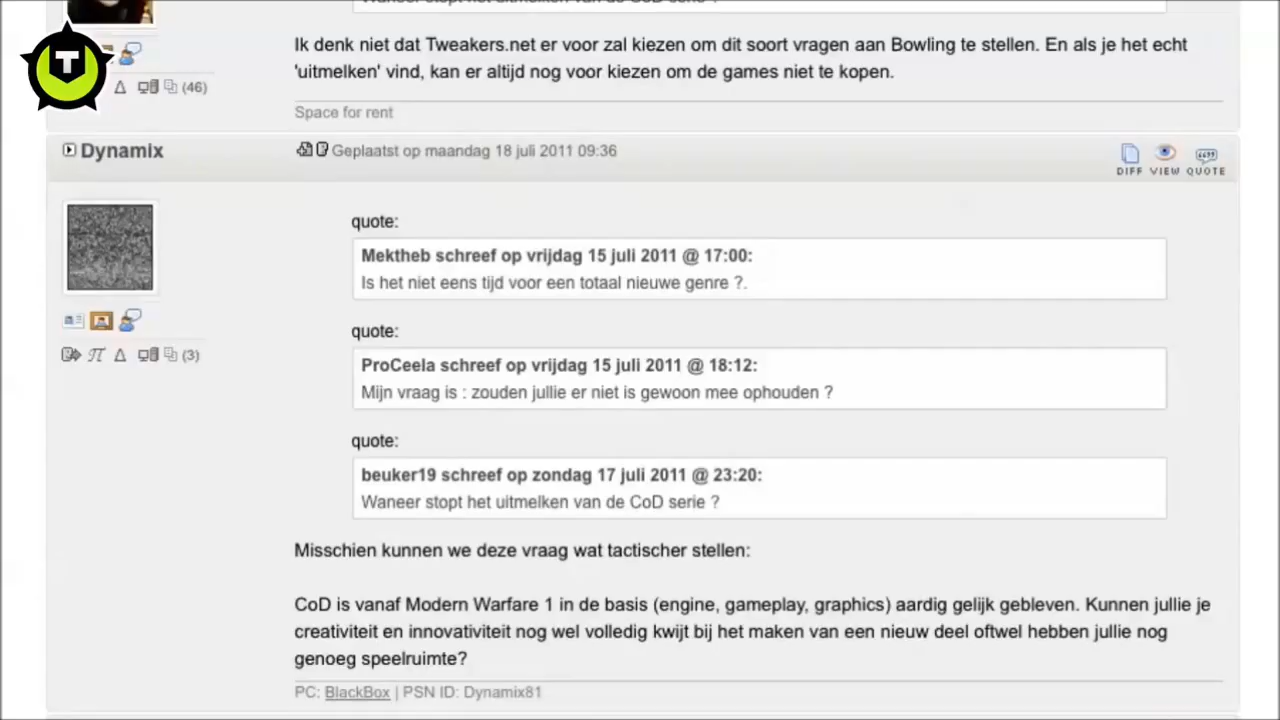 Ik denk niet dat Tweakers.net er voor zal kiezen om dit soort vragen aan Bowling te stellen. En als je het echt
'uitmelken' vind, kan er altijd nog voor kiezen om de games niet te kopen.
(46)
Space for rent
Dynamix
Geplaatst op maandag 18 juli 2011 09:36
DIFF VIEW QUOTE
quote:
Mektheb schreef op vrijdag 15 juli 2011 @ 17:00:
Is het niet eens tijd voor een totaal nieuwe genre ?.
quote:
(3)
ProCeela schreef op vrijdag 15 juli 2011 @ 18:12:
Mijn vraag is : zouden jullie er niet is gewoon mee ophouden ?
quote:
beuker19 schreef op zondag 17 juli 2011 @ 23:20:
Waneer stopt het uitmelken van de CoD serie ?
Misschien kunnen we deze vraag wat tactischer stellen:
CoD is vanaf Modern Warfare 1 in de basis (engine, gameplay, graphics) aardig gelijk gebleven. Kunnen jullie je
creativiteit en innovativiteit nog wel volledig kwijt bij het maken van een nieuw deel oftwel hebben jullie nog
genoeg speelruimte?
PC: BlackBox | PSN ID: Dynamix81